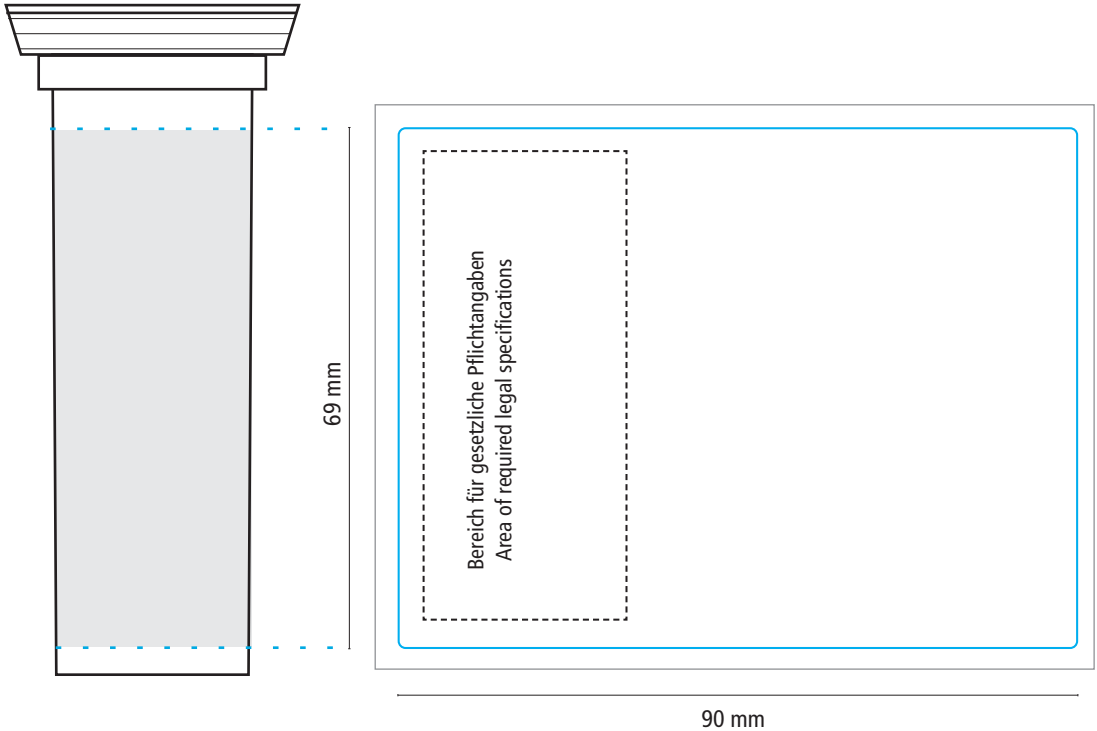 69 mm
Bereich für gesetzliche Pflichtangaben
Area of required legal specifications
90 mm